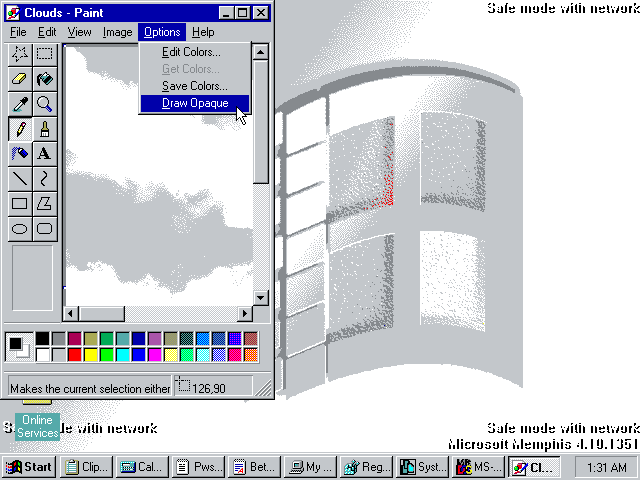 Clouds - Paint
Safe mode with network
File Edit View Image Options Help
Edit Colors...
Get Colors...
Save Colors...
Draw Opaque
A
Makes the current selection either
126,90
Online
Services
Safe mode with network
Microsoft Memphis 4.10.1351
Start
Clip...
Cal...
Pws...
Bet...
My ...
Reg...
Syst...
MS-...
Cl...
1:31 AM